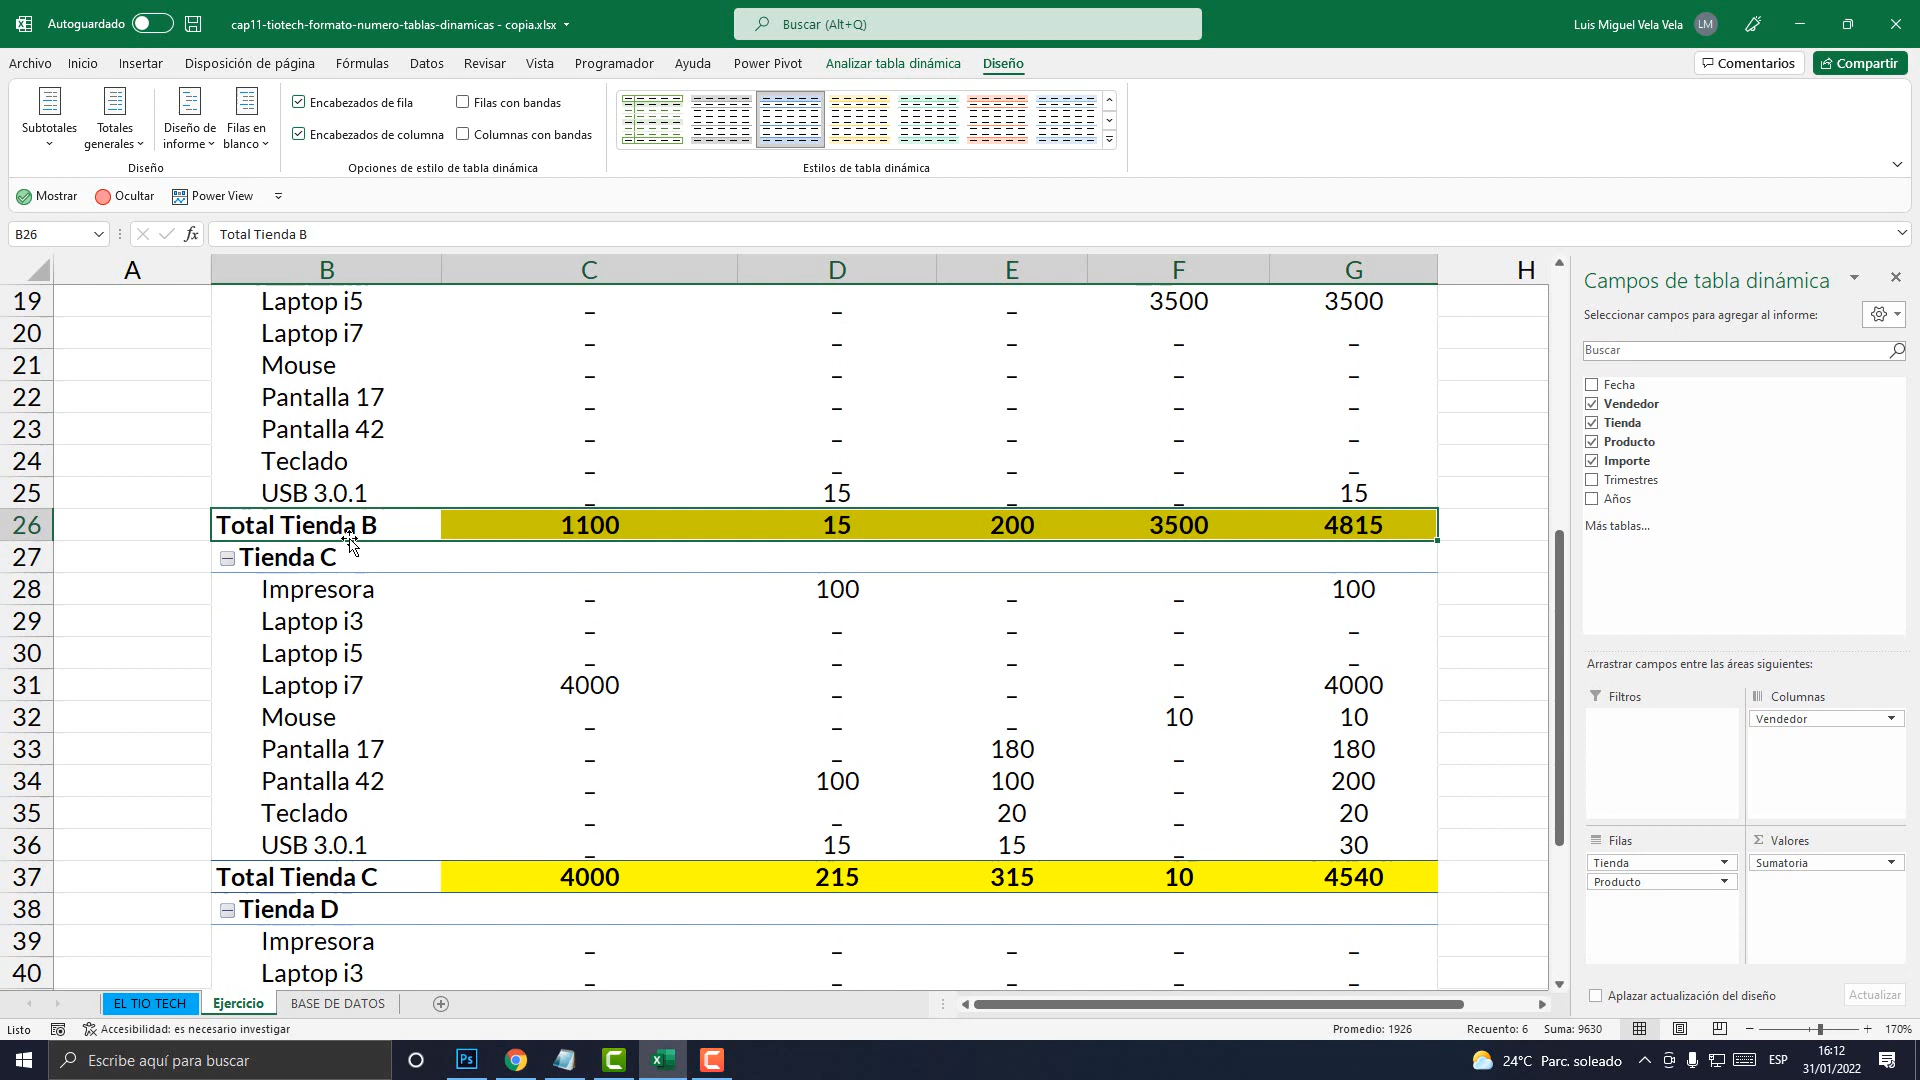 Autoguardado
cap11-tiotech-formato-numero-tablas-dinamicas - copia.xlsx
Buscar (Alt+Q)
Luis Miguel Vela Vela LM
Archivo Inicio Insertar Disposición de página Fórmulas Datos Revisar Vista Programador Ayuda Power Pivot Analizar tabla dinámica Diseño
Comentarios Compartir
Subtotales
Totales generales
Diseño de informe
Filas en blanco
Diseño
Encabezados de fila Filas con bandas
Encabezados de columna Columnas con bandas
Opciones de estilo de tabla dinámica
Estilos de tabla dinámica
Mostrar Ocultar Power View
B26 fx Total Tienda B
A B C D E F G H
19 Laptop i5 _ _ _ 3500 3500
20 Laptop i7 _ _ _ _ _
21 Mouse _ _ _ _ _
22 Pantalla 17 _ _ _ _ _
23 Pantalla 42 _ _ _ _ _
24 Teclado _ _ _ _ _
25 USB 3.0.1 _ 15 _ _ 15
26 Total Tienda B 1100 15 200 3500 4815
27 Tienda C
28 Impresora _ 100 _ _ 100
29 Laptop i3 _ _ _ _ _
30 Laptop i5 _ _ _ _ _
31 Laptop i7 4000 _ _ _ 4000
32 Mouse _ _ _ 10 10
33 Pantalla 17 _ _ 180 _ 180
34 Pantalla 42 _ 100 100 _ 200
35 Teclado _ _ 20 _ 20
36 USB 3.0.1 _ 15 15 _ 30
37 Total Tienda C 4000 215 315 10 4540
38 Tienda D
39 Impresora _ _ _ _ _
40 Laptop i3 _ _ _ _ _
Campos de tabla dinámica
Seleccionar campos para agregar al informe:
Buscar
Fecha
Vendedor
Tienda
Producto
Importe
Trimestres
Años
Más tablas...
Arrastrar campos entre las áreas siguientes:
Filtros Columnas
Vendedor
Filas Valores
Tienda Sumatoria
Producto
Aplazar actualización del diseño Actualizar
EL TIO TECH Ejercicio BASE DE DATOS
Listo Accesibilidad: es necesario investigar Promedio: 1926 Recuento: 6 Suma: 9630 170%
Escribe aquí para buscar
Ps
24°C Parc. soleado
ESP
16:12
31/01/2022